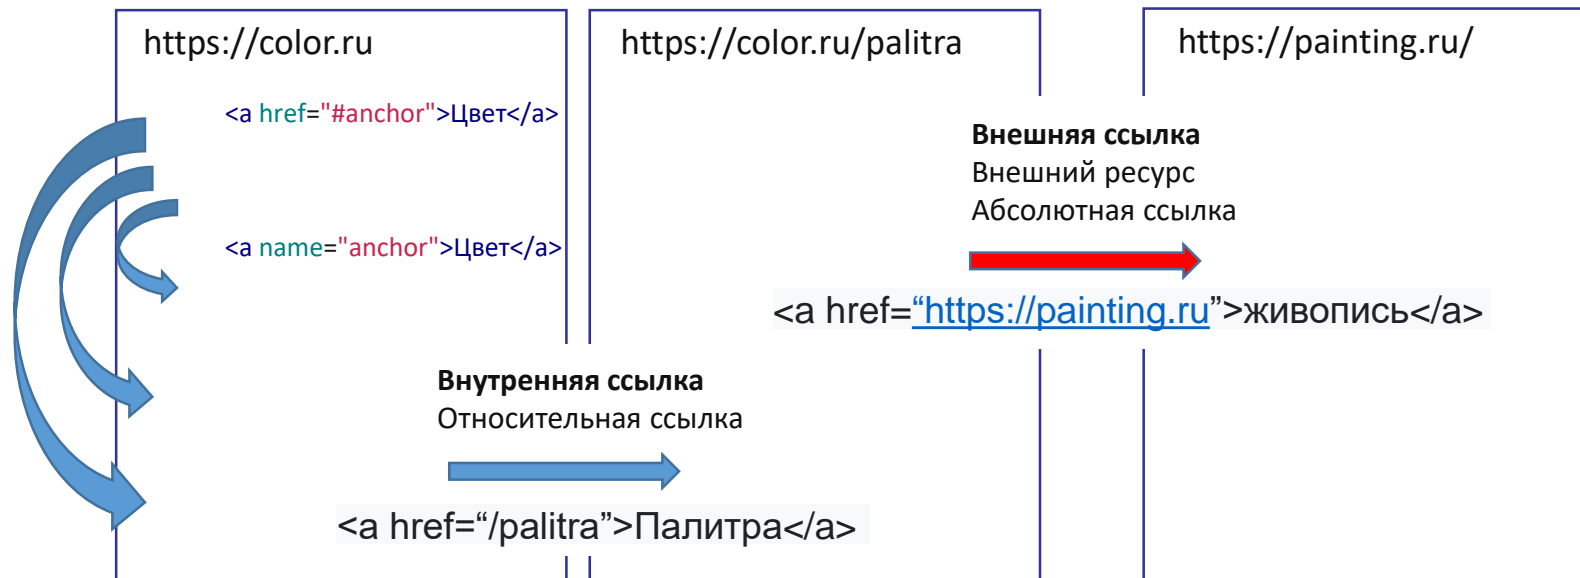 https://color.ru
<a href="#anchor">Цвет</a>
<a name="anchor">Цвет</a>
Внутренняя ссылка
Относительная ссылка
<a href=“/palitra”>Палитра</a>
https://color.ru/palitra
Внешняя ссылка
Внешний ресурс
Абсолютная ссылка
<a href=“https://painting.ru”>живопись</a>
https://painting.ru/